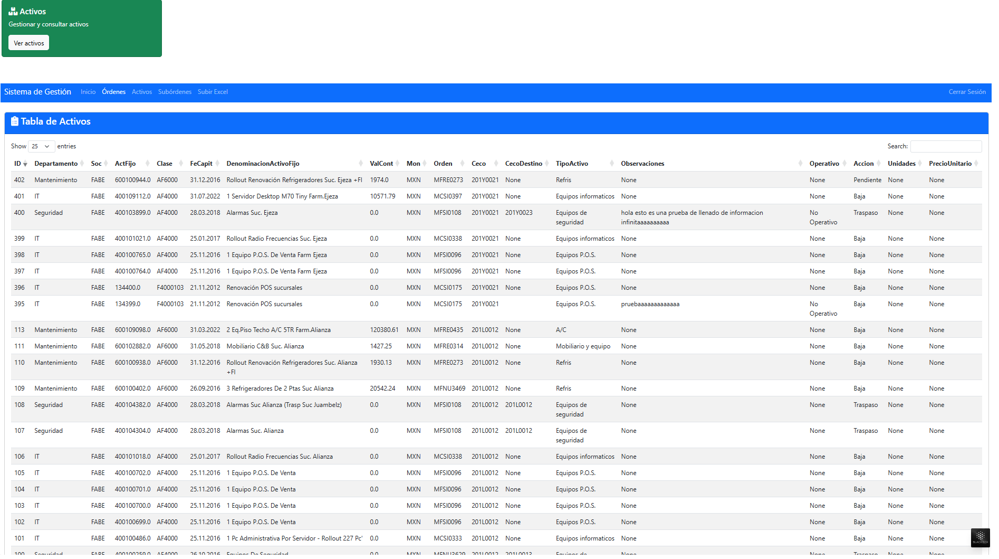 Activos
Gestionar y consultar activos
Ver activos
Sistema de Gestión Inicio Órdenes Activos Subórdenes Subir Excel Cerrar Sesión
Tabla de Activos
Show 25 entries Search:
ID Departamento Soc ActFijo Clase FeCapit DenominacionActivoFijo ValCont Mon Orden Ceco CecoDestino TipoActivo Observaciones Operativo Accion Unidades PrecioUnitario
402 Mantenimiento FABE 600100944.0 AF6000 31.12.2016 Rollout Renovación Refrigeradores Suc. Ejeza +FI 1974.0 MXN MFRE0273 201Y0021 None Refris None None Pendiente None None
401 IT FABE 400109112.0 AF4000 31.07.2022 1 Servidor Desktop M70 Tiny Farm.Ejeza 10571.79 MXN MCSI0397 201Y0021 None Equipos informaticos None None Baja None None
400 Seguridad FABE 400103899.0 AF4000 28.03.2018 Alarmas Suc. Ejeza 0.0 MXN MFSI0108 201Y0021 201Y0023 Equipos de hola esto es una prueba de llenado de informacion No Traspaso None None
seguridad infinitaaaaaaaaaa Operativo
399 IT FABE 400101021.0 AF4000 25.01.2017 Rollout Radio Frecuencias Suc. Ejeza 0.0 MXN MCSI0338 201Y0021 None Equipos informaticos None None Baja None None
398 IT FABE 400100765.0 AF4000 25.11.2016 1 Equipo P.O.S. De Venta Farm Ejeza 0.0 MXN MFSI0096 201Y0021 None Equipos P.O.S. None None Baja None None
397 IT FABE 400100764.0 AF4000 25.11.2016 1 Equipo P.O.S. De Venta Farm Ejeza 0.0 MXN MFSI0096 201Y0021 None Equipos P.O.S. None None Baja None None
396 IT FABE 134400.0 F4000103 21.11.2012 Renovación POS sucursales 0.0 MXN MCSI0175 201Y0021 None Equipos P.O.S. None None Baja None None
395 IT FABE 134399.0 F4000103 21.11.2012 Renovación POS sucursales 0.0 MXN MCSI0175 201Y0021 Equipos P.O.S. pruebaaaaaaaaaaaaa No Baja None None
Operativo
113 Mantenimiento FABE 600109098.0 AF6000 31.03.2022 2 Eq.Piso Techo A/C 5TR Farm.Alianza 120380.61 MXN MFRE0435 201L0012 None A/C None None Baja None None
111 Mantenimiento FABE 600102882.0 AF6000 31.05.2018 Mobiliario C&B Suc. Alianza 1427.25 MXN MFRE0314 201L0012 None Mobiliario y equipo None None Baja None None
110 Mantenimiento FABE 600100938.0 AF6000 31.12.2016 Rollout Renovación Refrigeradores Suc. Alianza 1930.13 MXN MFRE0273 201L0012 None Refris None None Baja None None
+FI
109 Mantenimiento FABE 600100402.0 AF6000 26.09.2016 3 Refrigeradores De 2 Ptas Suc Alianza 20542.24 MXN MFNU3469 201L0012 None Refris None None Baja None None
108 Seguridad FABE 400104382.0 AF4000 28.03.2018 Alarmas Suc Alianza (Trasp Suc Juambelz) 0.0 MXN MFSI0108 201L0012 201L0012 Equipos de None None Traspaso None None
seguridad
107 Seguridad FABE 400104304.0 AF4000 28.03.2018 Alarmas Suc. Alianza 0.0 MXN MFSI0108 201L0012 201L0012 Equipos de None None Traspaso None None
seguridad
106 IT FABE 400101018.0 AF4000 25.01.2017 Rollout Radio Frecuencias Suc. Alianza 0.0 MXN MCSI0338 201L0012 None Equipos informaticos None None Baja None None
105 IT FABE 400100702.0 AF4000 25.11.2016 1 Equipo P.O.S. De Venta 0.0 MXN MFSI0096 201L0012 None Equipos P.O.S. None None Baja None None
104 IT FABE 400100701.0 AF4000 25.11.2016 1 Equipo P.O.S. De Venta 0.0 MXN MFSI0096 201L0012 None Equipos P.O.S. None None Baja None None
103 IT FABE 400100700.0 AF4000 25.11.2016 1 Equipo P.O.S. De Venta 0.0 MXN MFSI0096 201L0012 None Equipos P.O.S. None None Baja None None
102 IT FABE 400100699.0 AF4000 25.11.2016 1 Equipo P.O.S. De Venta 0.0 MXN MFSI0096 201L0012 None Equipos P.O.S. None None Baja None None
101 IT FABE 400100486.0 AF4000 25.11.2016 1 Pc Administrativa Por Servidor - Rollout 227 Pc' 0.0 MXN MCSI0333 201L0012 None Equipos informaticos None None Baja None None
100 Seguridad FABE 400100259.0 AF4000 26.10.2016 Equipos De Seguridad 0.0 MXN MFNU3629 201L0012 201L0013 Equipos de None None Traspaso None None
BLACKBOX